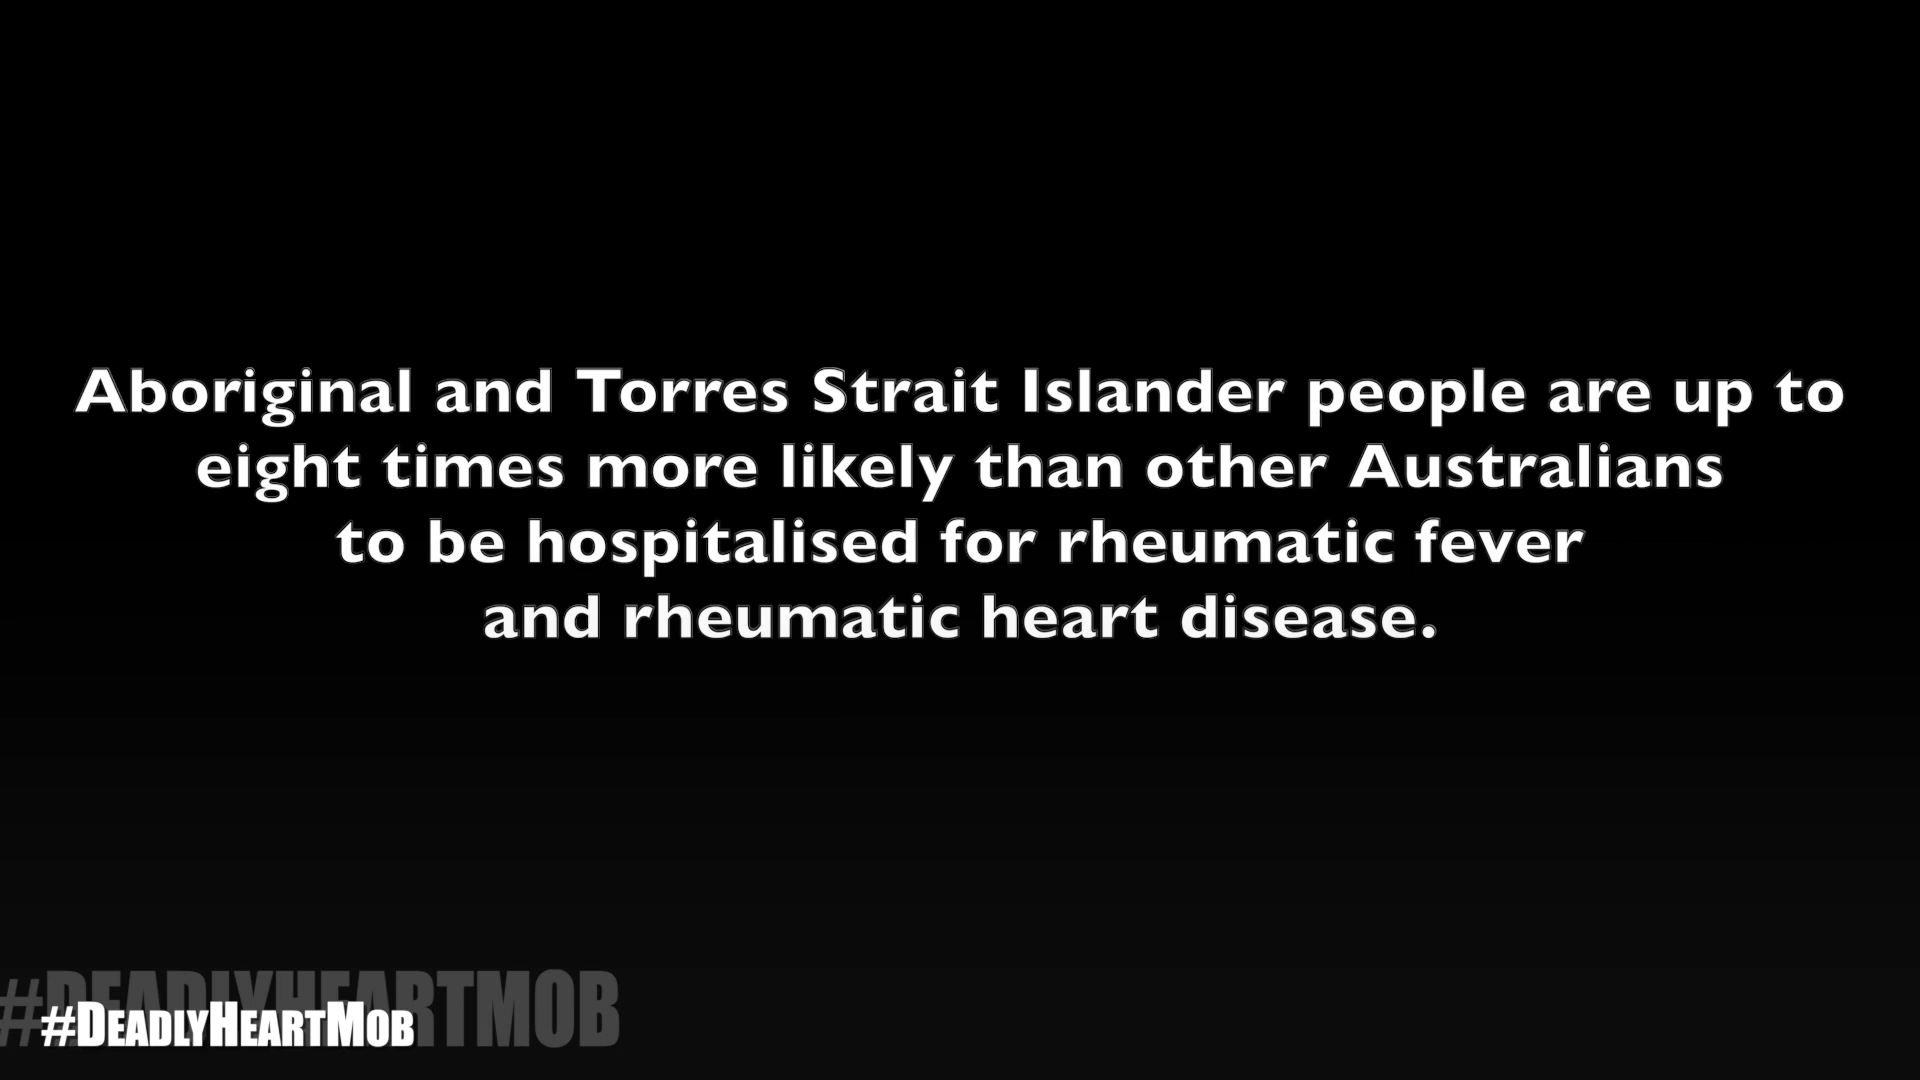 Aboriginal and Torres Strait Islander people are up to
eight times more likely than other Australians
to be hospitalised for rheumatic fever
and rheumatic heart disease.
#DEADLYHEARTMOB
#DEADLYHEARTMOB